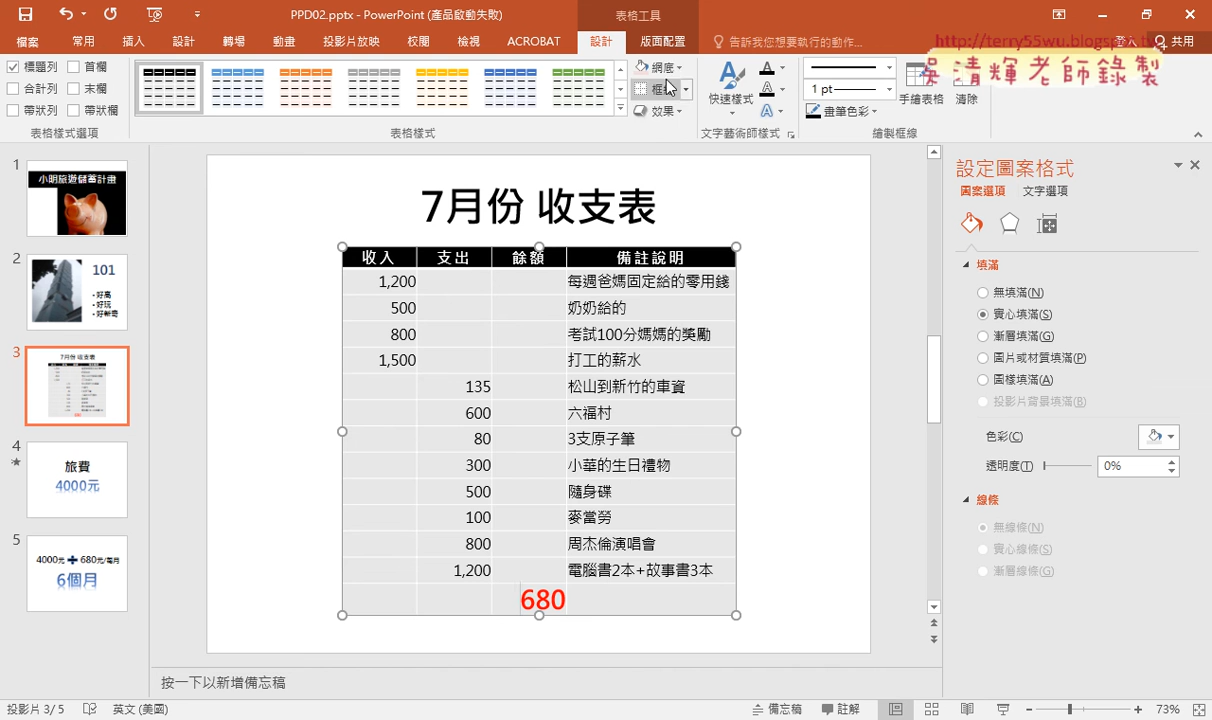 PPD02.pptx - PowerPoint (產品啟動失敗)
表格工具
檔案 常用 插入 設計 轉場 動畫 投影片放映 校閱 檢視 ACROBAT 設計 版面配置 告訴我您想要執行的動作... 登入 共用
http://terry55wu.blogspot.t
吳清輝老師錄製
標題列 首欄
合計列 末欄
帶狀列 帶狀欄
表格樣式選項
表格樣式
網底
框線
效果
快速樣式
文字藝術師樣式
1 pt
畫筆色彩
手繪表格 清除
繪製框線
1
小明旅遊儲蓄計畫
2
101
•好高
•好玩
•好新奇
3
7月份 收支表
4
旅費
4000元
5
4000元 ✚ 680元/每月
6個月
7月份 收支表
收入 支出 餘額 備註說明
1,200 每週爸媽固定給的零用錢
500 奶奶給的
800 考試100分媽媽的獎勵
1,500 打工的薪水
135 松山到新竹的車資
600 六福村
80 3支原子筆
300 小華的生日禮物
500 隨身碟
100 麥當勞
800 周杰倫演唱會
1,200 電腦書2本+故事書3本
680
設定圖案格式
圖案選項 文字選項
填滿
無填滿(N)
實心填滿(S)
漸層填滿(G)
圖片或材質填滿(P)
圖樣填滿(A)
投影片背景填滿(B)
色彩(C)
透明度(T) 0%
線條
無線條(N)
實心線條(S)
漸層線條(G)
按一下以新增備忘稿
投影片 3/ 5 英文 (美國) 備忘稿 註解 73%